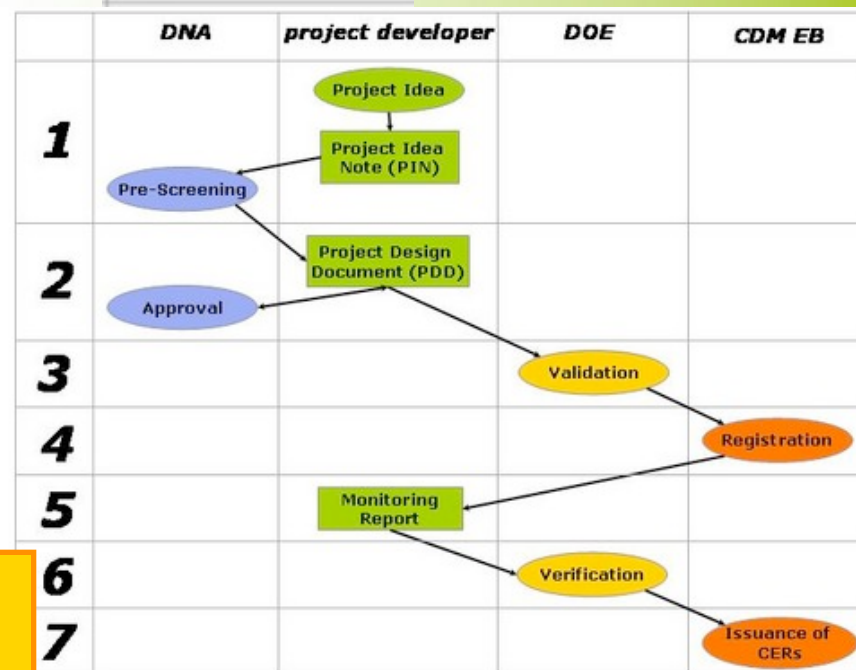 DNA
project developer
DOE
CDM EB
1
Project Idea
Project Idea
Note (PIN)
Pre-Screening
2
Project Design
Document (PDD)
Approval
3
Validation
4
Registration
5
Monitoring
Report
6
Verification
7
Issuance of
CERs